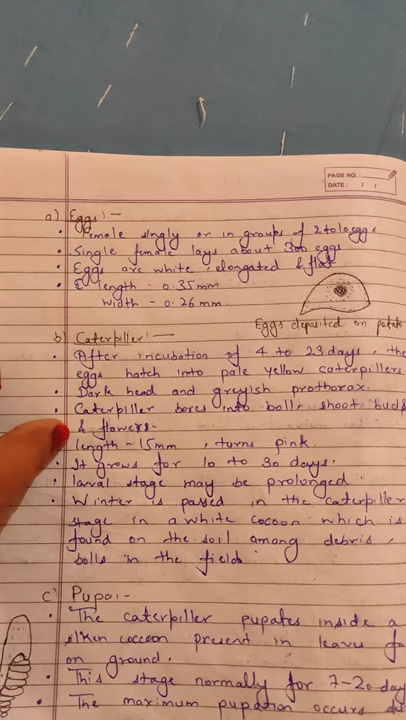 PAGE NO.:
DATE: / /
a) Eggs:-
• Female singly or in groups of 2 to 10 eggs
• Single female lays about 300 eggs
• Eggs are white, elongated & flat
• length - 0.35mm
width - 0.26 mm.
Eggs deposited on potato
b) Caterpiller:-
• After incubation of 4 to 23 days, the
eggs hatch into pale yellow caterpillers
• Dark head and greyish prothorax.
• Caterpiller bores into boll, shoot buds
& flowers.
length ~ 15mm, turns pink.
• It grows for 10 to 30 days.
• larval stage may be prolonged.
• Winter is passed in the caterpiller
stage in a white cocoon which is
found on the soil among debris,
bolls in the field.
c) Pupa:-
• The caterpiller pupates inside a
silken coccoon present in leave
on ground.
• This stage normally for 7-20 day
• The maximum pupation occurs